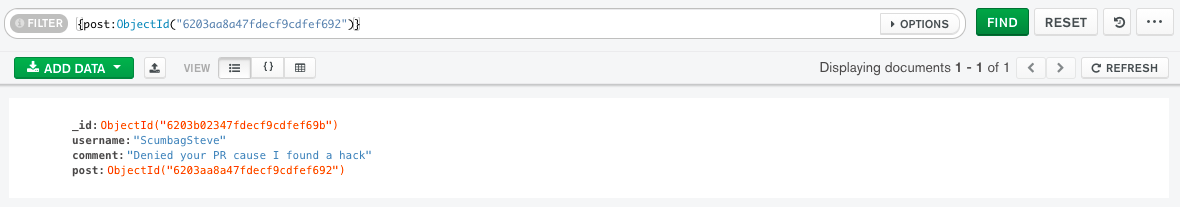 FILTER {post:ObjectId("6203aa8a47fdecf9cdfef692")} OPTIONS FIND RESET
ADD DATA VIEW {} Displaying documents 1 - 1 of 1 REFRESH
_id: ObjectId("6203b02347fdecf9cdfef69b")
username: "ScumbagSteve"
comment: "Denied your PR cause I found a hack"
post: ObjectId("6203aa8a47fdecf9cdfef692")